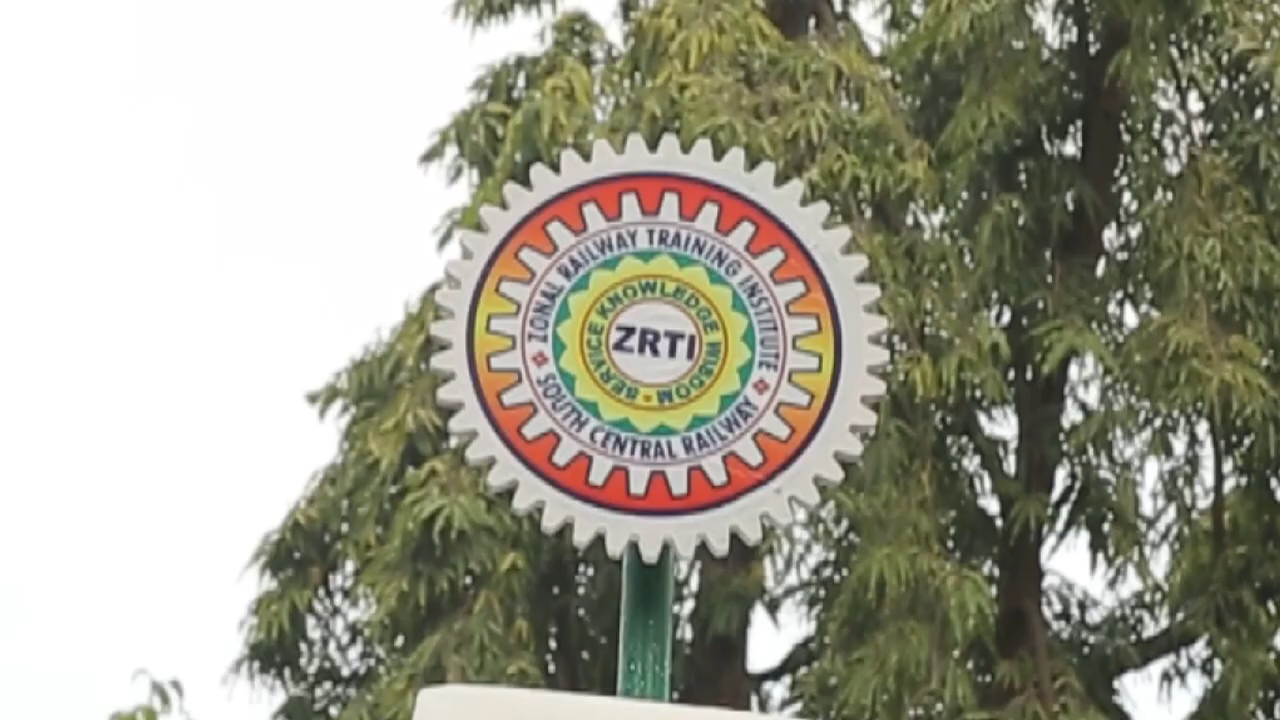 ZONAL RAILWAY TRAINING INSTITUTE
SOUTH CENTRAL RAILWAY
SERVICE KNOWLEDGE WISDOM
ZRTI